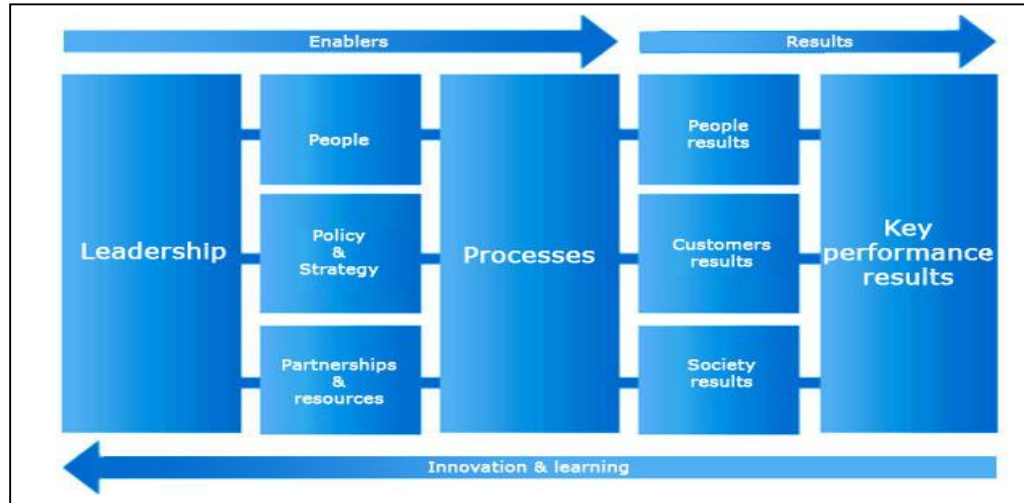 Enablers
Results
Leadership
People
Policy
&
Strategy
Partnerships
&
resources
Processes
People
results
Customers
results
Society
results
Key
performance
results
Innovation & learning